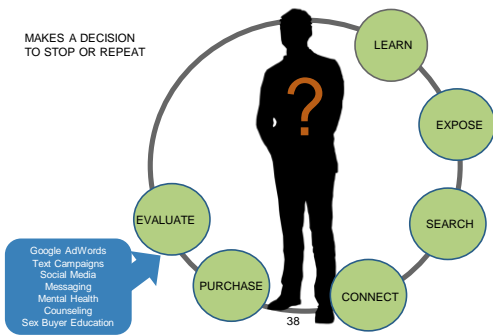 MAKES A DECISION
TO STOP OR REPEAT
LEARN
?
EXPOSE
SEARCH
CONNECT
PURCHASE
EVALUATE
Google AdWords
Text Campaigns
Social Media
Messaging
Mental Health
Counseling
Sex Buyer Education
38